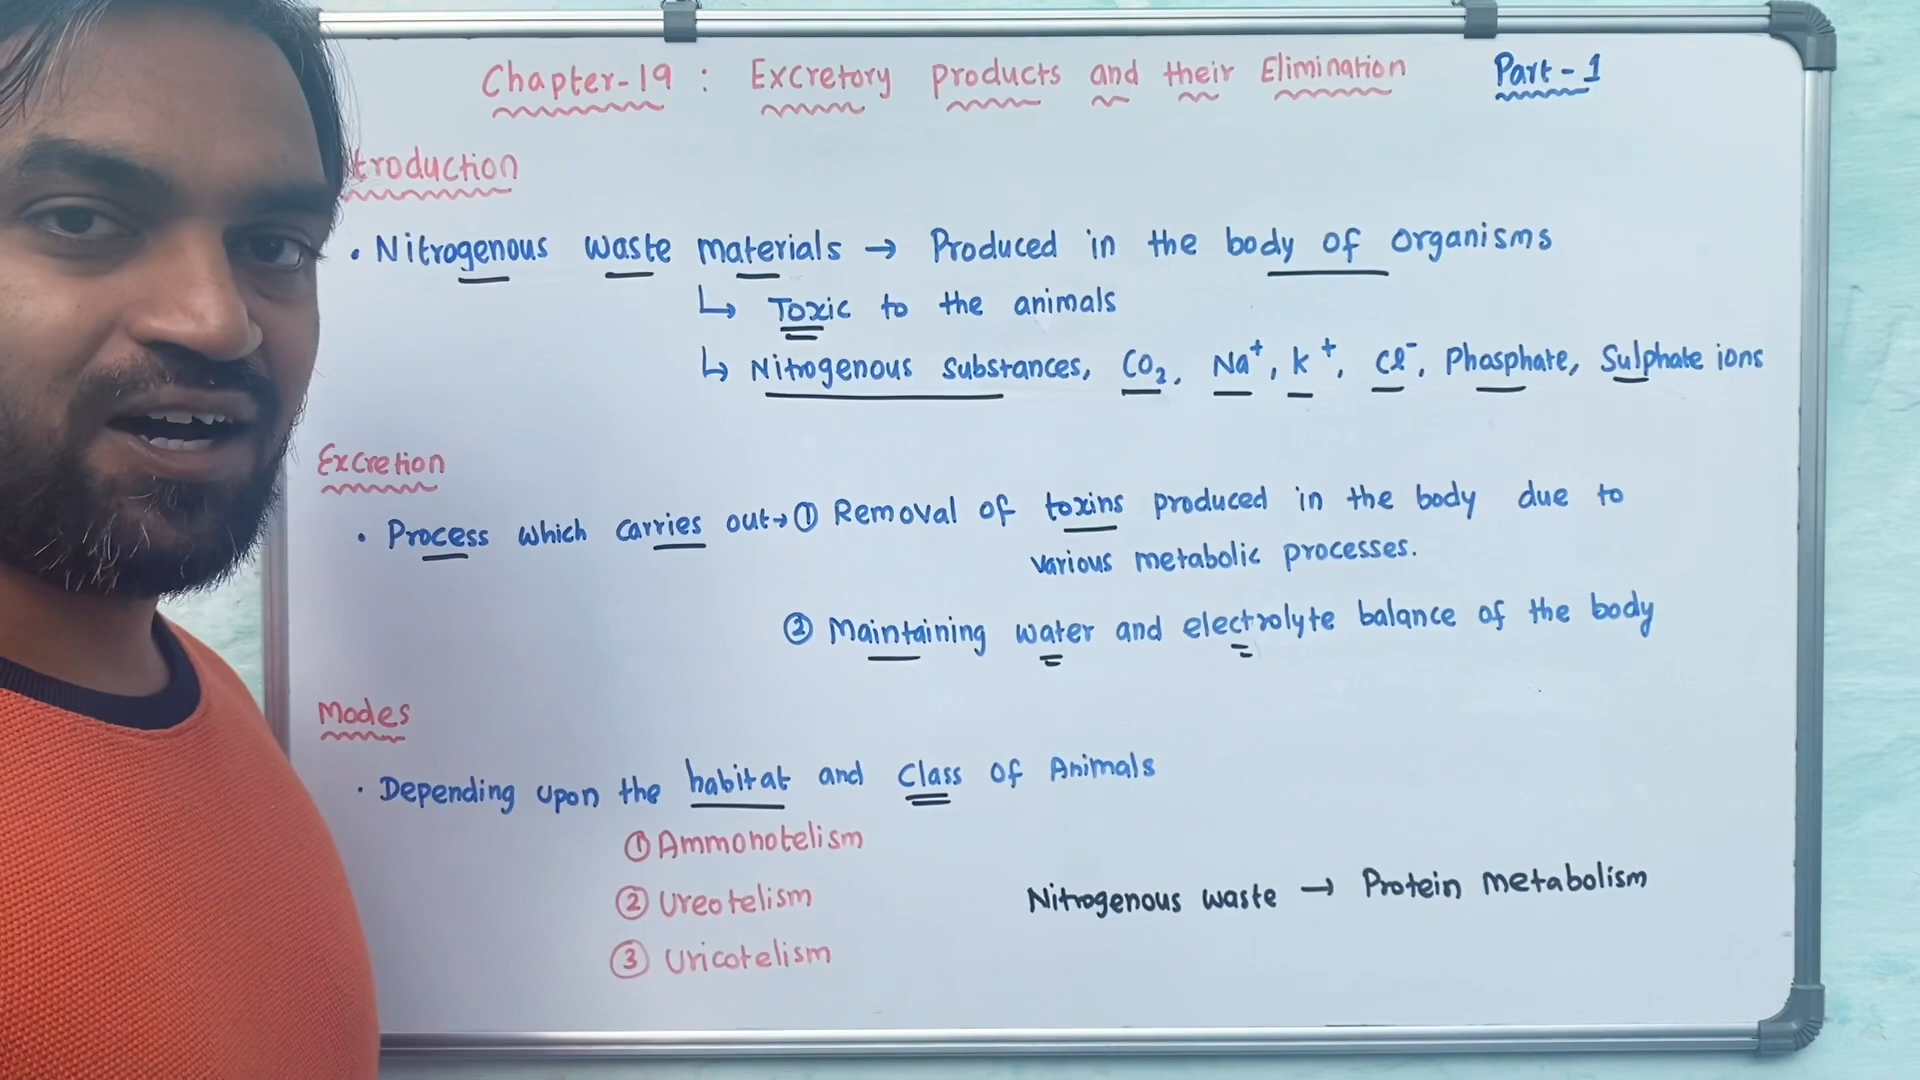 Chapter-19 : Excretory products and their Elimination Part-1
troduction
• Nitrogenous waste materials → Produced in the body of organisms
↳ Toxic to the animals
↳ Nitrogenous substances, CO₂, Na⁺, K⁺, Cl⁻, Phosphate, Sulphate ions
Excretion
• Process which carries out → ① Removal of toxins produced in the body due to
various metabolic processes.
② Maintaining water and electrolyte balance of the body
Modes
• Depending upon the habitat and Class of Animals
① Ammonotelism
② Ureotelism
Nitrogenous waste → Protein metabolism
③ Uricotelism